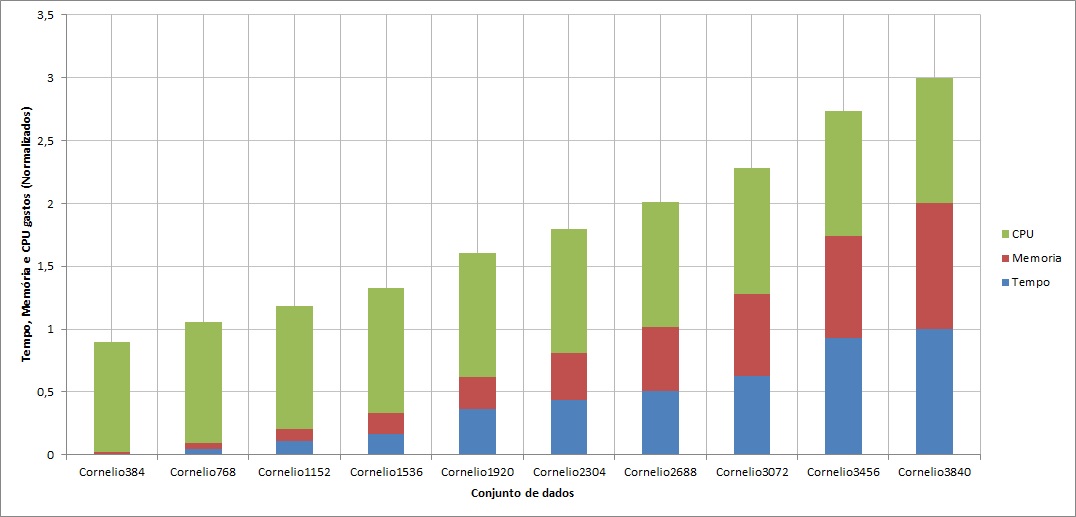 3,5
3
2,5
2
1,5
1
0,5
0
Tempo, Memória e CPU gastos (Normalizados)
CPU
Memoria
Tempo
Cornelio384 Cornelio768 Cornelio1152 Cornelio1536 Cornelio1920 Cornelio2304 Cornelio2688 Cornelio3072 Cornelio3456 Cornelio3840
Conjunto de dados